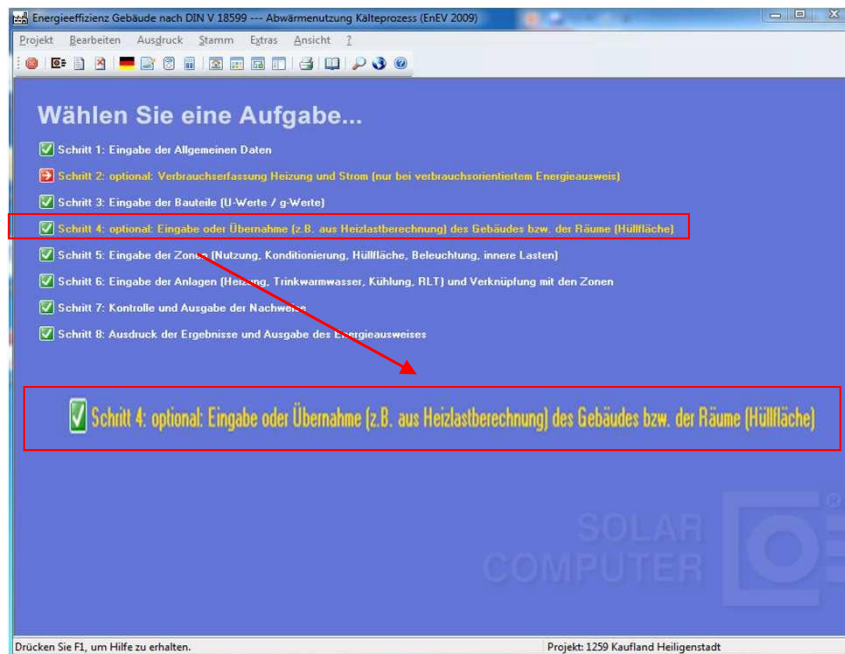 Energieeffizienz Gebäude nach DIN V 18599 --- Abwärmenutzung Kälteprozess (EnEV 2009)
Projekt Bearbeiten Ausdruck Stamm Extras Ansicht ?
Wählen Sie eine Aufgabe...
Schritt 1: Eingabe der Allgemeinen Daten
Schritt 2: optional: Verbrauchserfassung Heizung und Strom (nur bei verbrauchsorientiertem Energieausweis)
Schritt 3: Eingabe der Bauteile (U-Werte / g-Werte)
Schritt 4: optional: Eingabe oder Übernahme (z.B. aus Heizlastberechnung) des Gebäudes bzw. der Räume (Hüllfläche)
Schritt 5: Eingabe der Zonen (Nutzung, Konditionierung, Hüllfläche, Beleuchtung, innere Lasten)
Schritt 6: Eingabe der Anlagen (Heizung, Trinkwarmwasser, Kühlung, RLT) und Verknüpfung mit den Zonen
Schritt 7: Kontrolle und Ausgabe der Nachweise
Schritt 8: Ausdruck der Ergebnisse und Ausgabe des Energieausweises
Schritt 4: optional: Eingabe oder Übernahme (z.B. aus Heizlastberechnung) des Gebäudes bzw. der Räume (Hüllfläche)
SOLAR
COMPUTER
Drücken Sie F1, um Hilfe zu erhalten.
Projekt: 1259 Kaufland Heiligenstadt